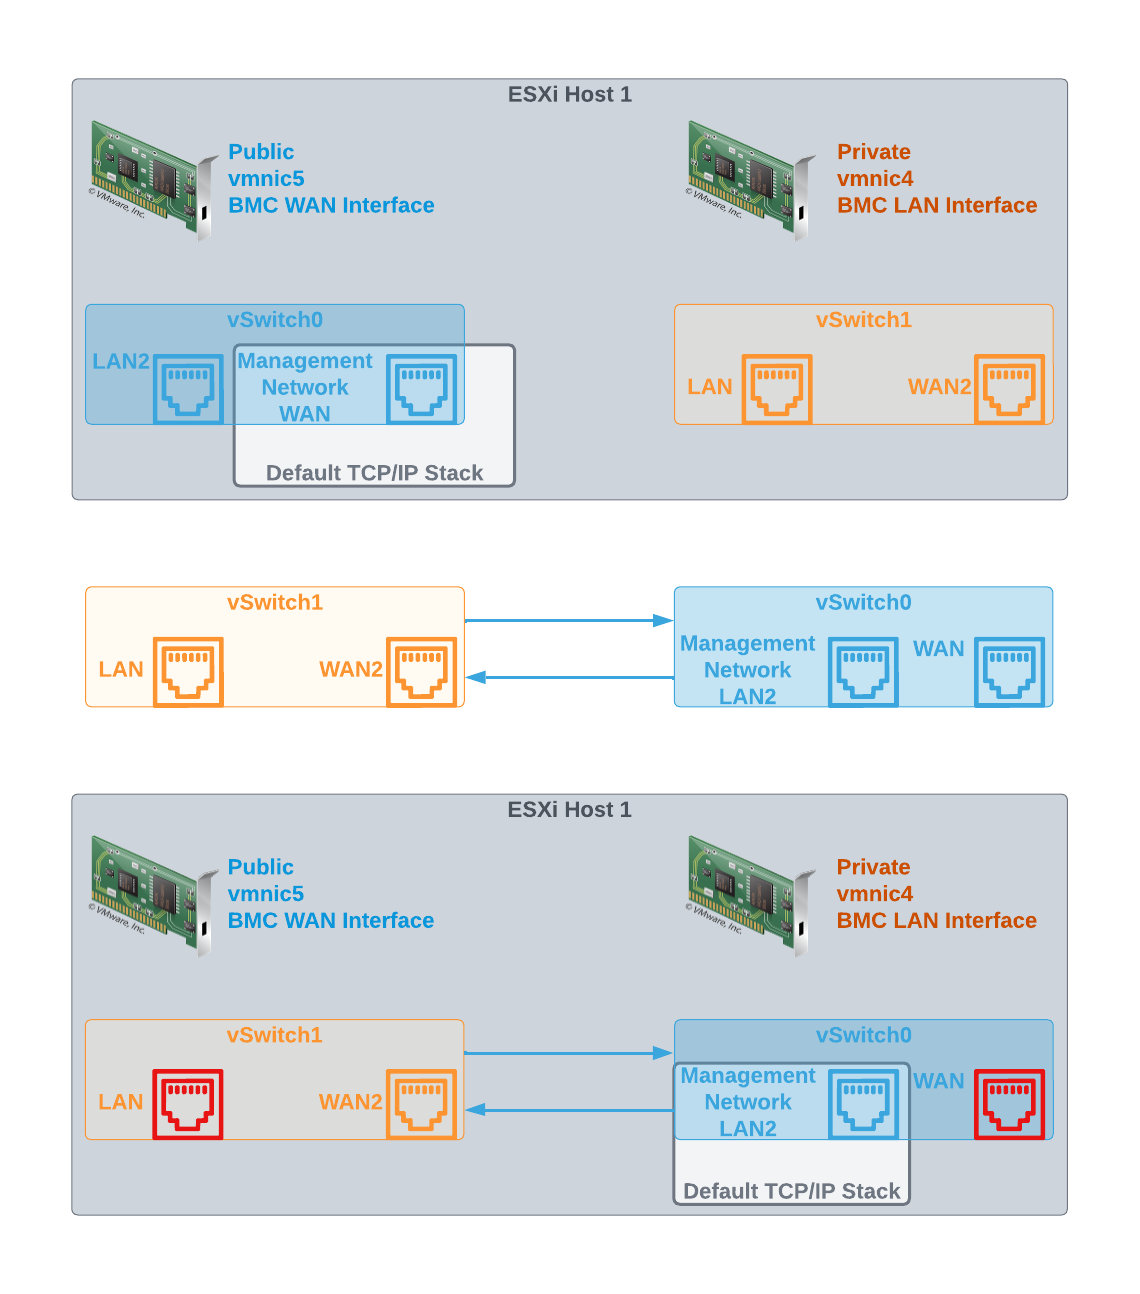 ESXi Host 1
Public
vmnic5
BMC WAN Interface
© VMware, Inc.
Private
vmnic4
BMC LAN Interface
© VMware, Inc.
vSwitch0
LAN2
Management
Network
WAN
Default TCP/IP Stack
vSwitch1
LAN
WAN2
vSwitch1
LAN
WAN2
vSwitch0
Management
Network
LAN2
WAN
ESXi Host 1
Public
vmnic5
BMC WAN Interface
© VMware, Inc.
Private
vmnic4
BMC LAN Interface
© VMware, Inc.
vSwitch1
LAN
WAN2
vSwitch0
Management
Network
LAN2
WAN
Default TCP/IP Stack